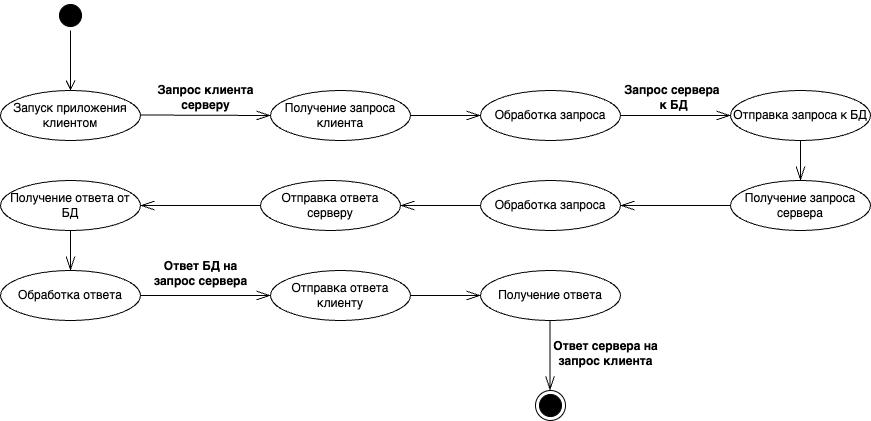 Запрос клиента
серверу
Запрос сервера
к БД
Запуск приложения
клиентом
Получение запроса
клиента
Обработка запроса
Отправка запроса к БД
Получение ответа от
БД
Отправка ответа
серверу
Обработка запроса
Получение запроса
сервера
Ответ БД на
запрос сервера
Обработка ответа
Отправка ответа
клиенту
Получение ответа
Ответ сервера на
запрос клиента